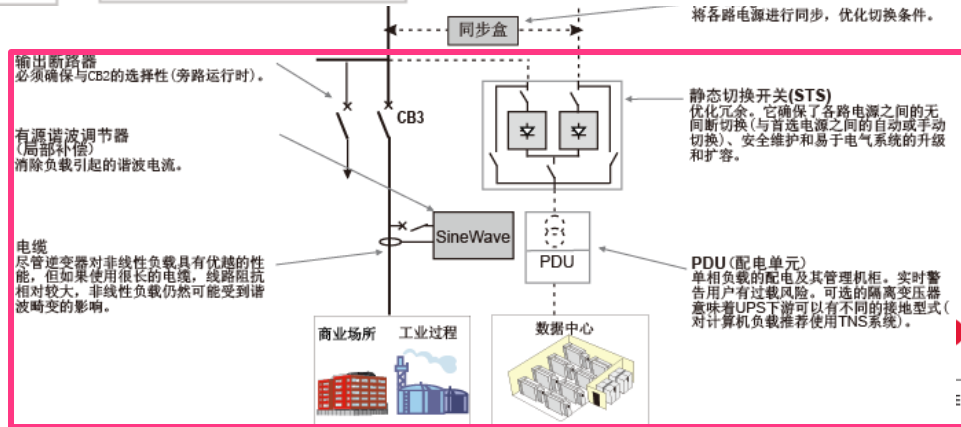 将各路电源进行同步，优化切换条件。
同步盒
输出断路器
必须确保与CB2的选择性(旁路运行时)。
CB3
静态切换开关(STS)
优化冗余。它确保了各路电源之间的无
间断切换(与首选电源之间的自动或手动
切换)、安全维护和易于电气系统的升级
和扩容。
有源谐波调节器
(局部补偿)
消除负载引起的谐波电流。
SineWave
PDU
电缆
尽管逆变器对非线性负载具有优越的性
能，但如果使用很长的电缆，线路阻抗
相对较大，非线性负载仍然可能受到谐
波畸变的影响。
PDU(配电单元)
单相负载的配电及其管理机柜。实时警
告用户有过载风险。可选的隔离变压器
意味着UPS下游可以有不同的接地型式(
对计算机负载推荐使用TNS系统)。
商业场所
工业过程
数据中心